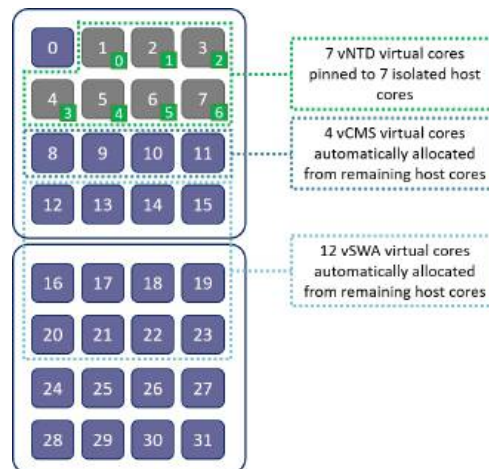 0 1 2 3
0 1 2
4 5 6 7
3 4 5 6
8 9 10 11
12 13 14 15
16 17 18 19
20 21 22 23
24 25 26 27
28 29 30 31
7 vNTD virtual cores
pinned to 7 isolated host
cores
4 vCMS virtual cores
automatically allocated
from remaining host cores
12 vSWA virtual cores
automatically allocated
from remaining host cores